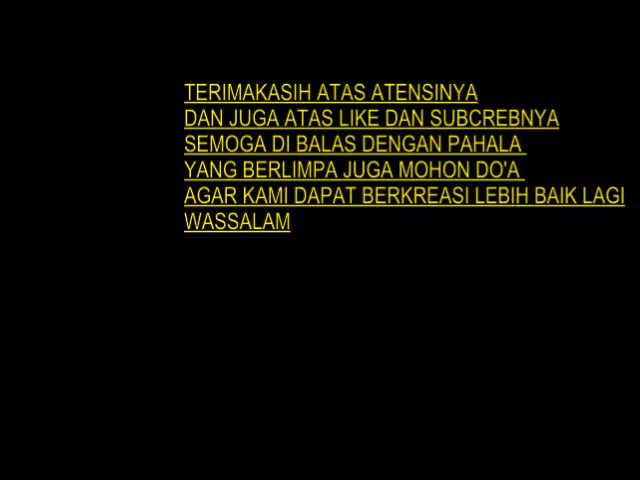 TERIMAKASIH ATAS ATENSINYA
DAN JUGA ATAS LIKE DAN SUBCREBNYA
SEMOGA DI BALAS DENGAN PAHALA
YANG BERLIMPA JUGA MOHON DO'A
AGAR KAMI DAPAT BERKREASI LEBIH BAIK LAGI
WASSALAM